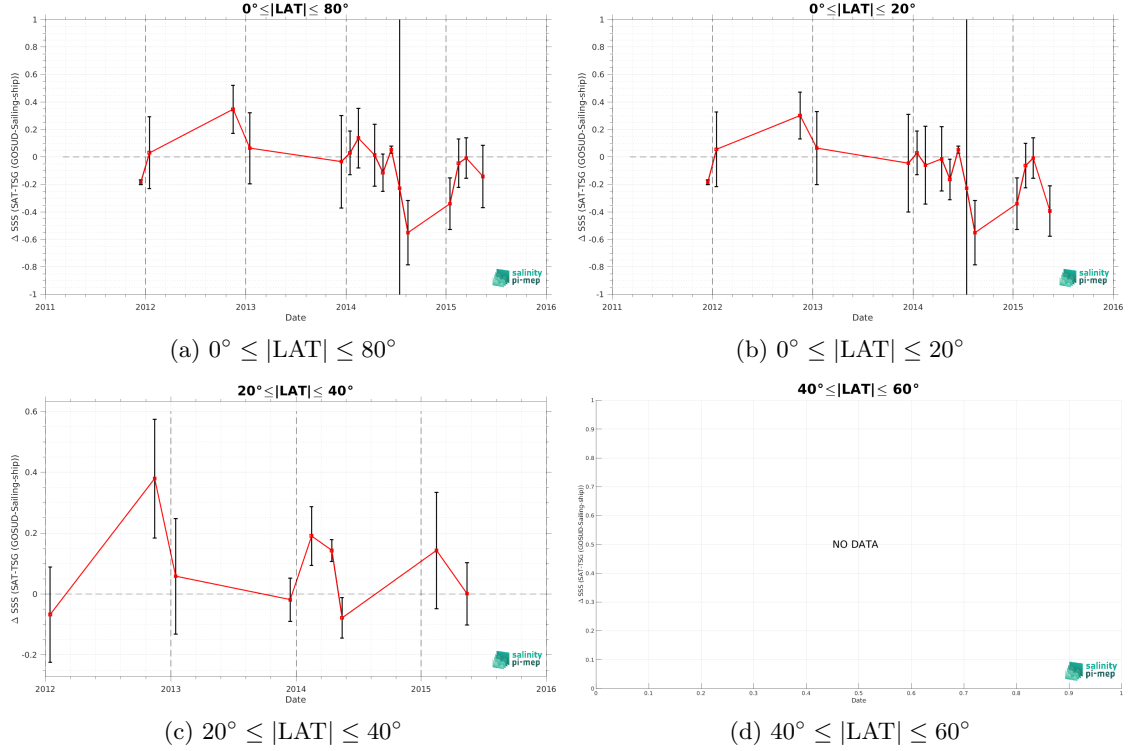 0°≤|LAT|≤ 80°
Δ SSS (SAT-TSG (GOSUD-Sailing-ship))
1
0.8
0.6
0.4
0.2
0
-0.2
-0.4
-0.6
-0.8
-1
2011 2012 2013 2014 2015 2016
Date
salinity
pi-mep
(a) 0° ≤ |LAT| ≤ 80°
0°≤|LAT|≤ 20°
Δ SSS (SAT-TSG (GOSUD-Sailing-ship))
1
0.8
0.6
0.4
0.2
0
-0.2
-0.4
-0.6
-0.8
-1
2011 2012 2013 2014 2015 2016
Date
salinity
pi-mep
(b) 0° ≤ |LAT| ≤ 20°
20°≤|LAT|≤ 40°
Δ SSS (SAT-TSG (GOSUD-Sailing-ship))
0.6
0.4
0.2
0
-0.2
2012 2013 2014 2015 2016
Date
salinity
pi-mep
(c) 20° ≤ |LAT| ≤ 40°
40°≤|LAT|≤ 60°
Δ SSS (SAT-TSG (GOSUD-Sailing-ship))
1
0.9
0.8
0.7
0.6
0.5
0.4
0.3
0.2
0.1
0
NO DATA
0 0.1 0.2 0.3 0.4 0.5 0.6 0.7 0.8 0.9 1
Date
salinity
pi-mep
(d) 40° ≤ |LAT| ≤ 60°